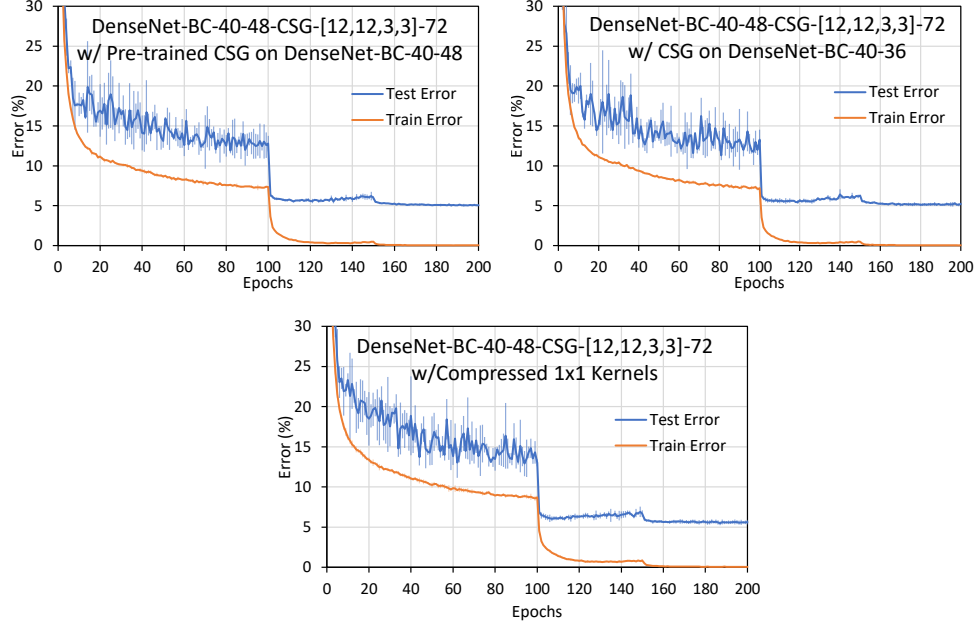 DenseNet-BC-40-48-CSG-[12,12,3,3]-72
w/ Pre-trained CSG on DenseNet-BC-40-48
Test Error
Train Error
Error (%)
30
25
20
15
10
5
0
0 20 40 60 80 100 120 140 160 180 200
Epochs
DenseNet-BC-40-48-CSG-[12,12,3,3]-72
w/ CSG on DenseNet-BC-40-36
Test Error
Train Error
Error (%)
30
25
20
15
10
5
0
0 20 40 60 80 100 120 140 160 180 200
Epochs
DenseNet-BC-40-48-CSG-[12,12,3,3]-72
w/Compressed 1x1 Kernels
Test Error
Train Error
Error (%)
30
25
20
15
10
5
0
0 20 40 60 80 100 120 140 160 180 200
Epochs